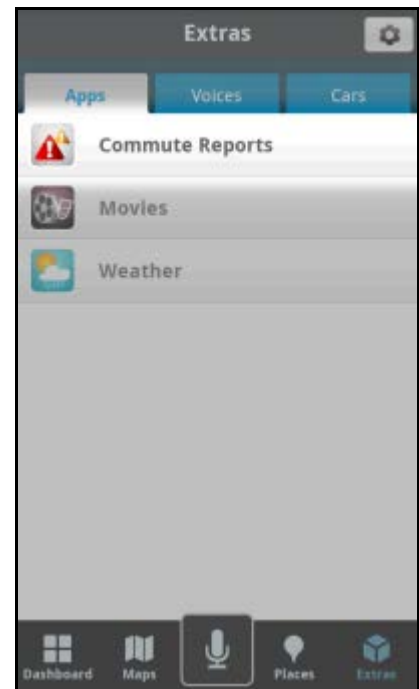 Extras
Apps Voices Cars
Commute Reports
Movies
Weather
Dashboard Maps Places Extras